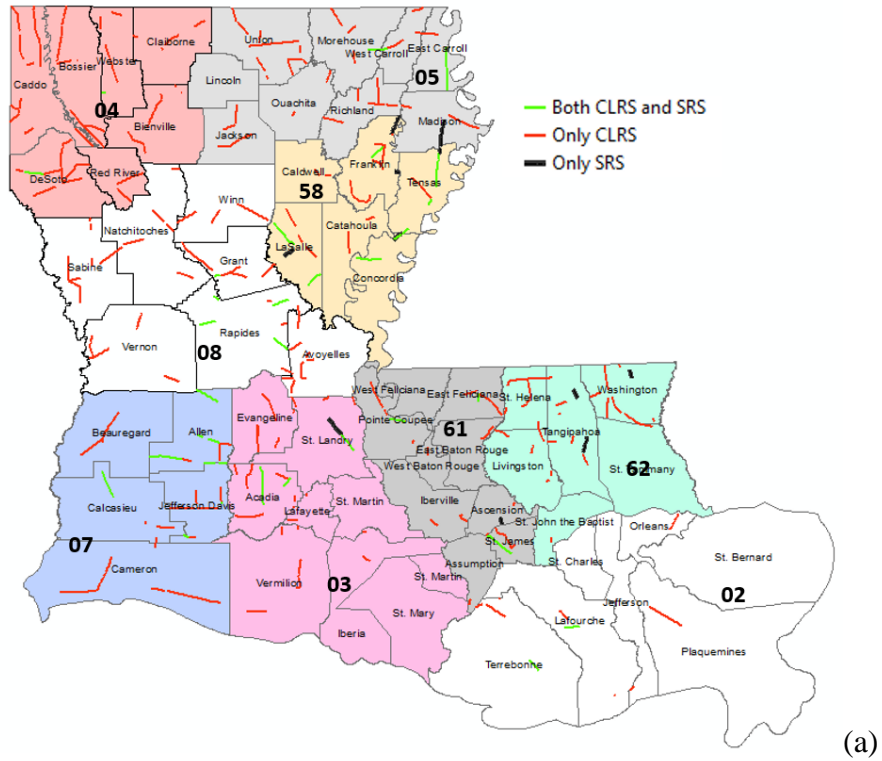 Union
Morehouse
West Carroll
East Carroll
Claiborne
Webster
Bossier
Caddo
04
Lincoln
05
Ouachita
Richland
Madison
Bienville
Jackson
Both CLRS and SRS
Only CLRS
Only SRS
DeSoto
Red River
Caldwell
58
Franklin
Tensas
Winn
Natchitoches
Catahoula
LaSalle
Sabine
Grant
Concordia
Rapides
Vernon
08
Avoyelles
West Feliciana
East Feliciana
St. Helena
Washington
Evangeline
Pointe Coupee
61
Beauregard
Allen
St. Landry
Tangipahoa
East Baton Rouge
West Baton Rouge
Livingston
62
Calcasieu
Jefferson Davis
Acadia
Lafayette
St. Martin
Iberville
Ascension
St. John the Baptist
Orleans
07
St. James
Cameron
Vermilion
03
St. Martin
Assumption
St. Charles
St. Bernard
02
Jefferson
St. Mary
Lafourche
Iberia
Plaquemines
Terrebonne
(a)